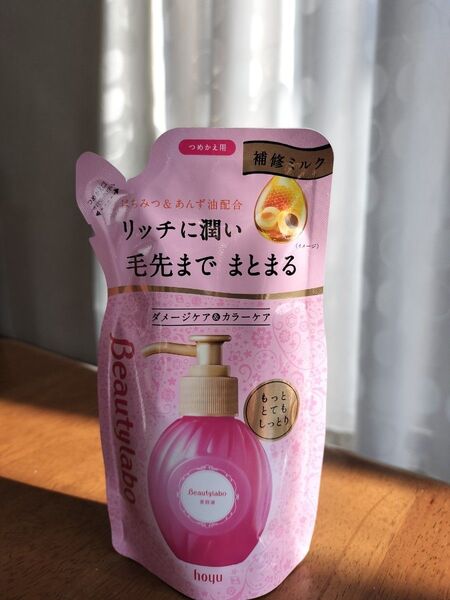 つめかえ用
補修ミルク
はちみつ&あんず油配合
(イメージ)
リッチに潤い
毛先まで まとまる
ダメージケア&カラーケア
もっと
とても
しっとり
Beautylabo
Beautylabo
美容液
hoyu